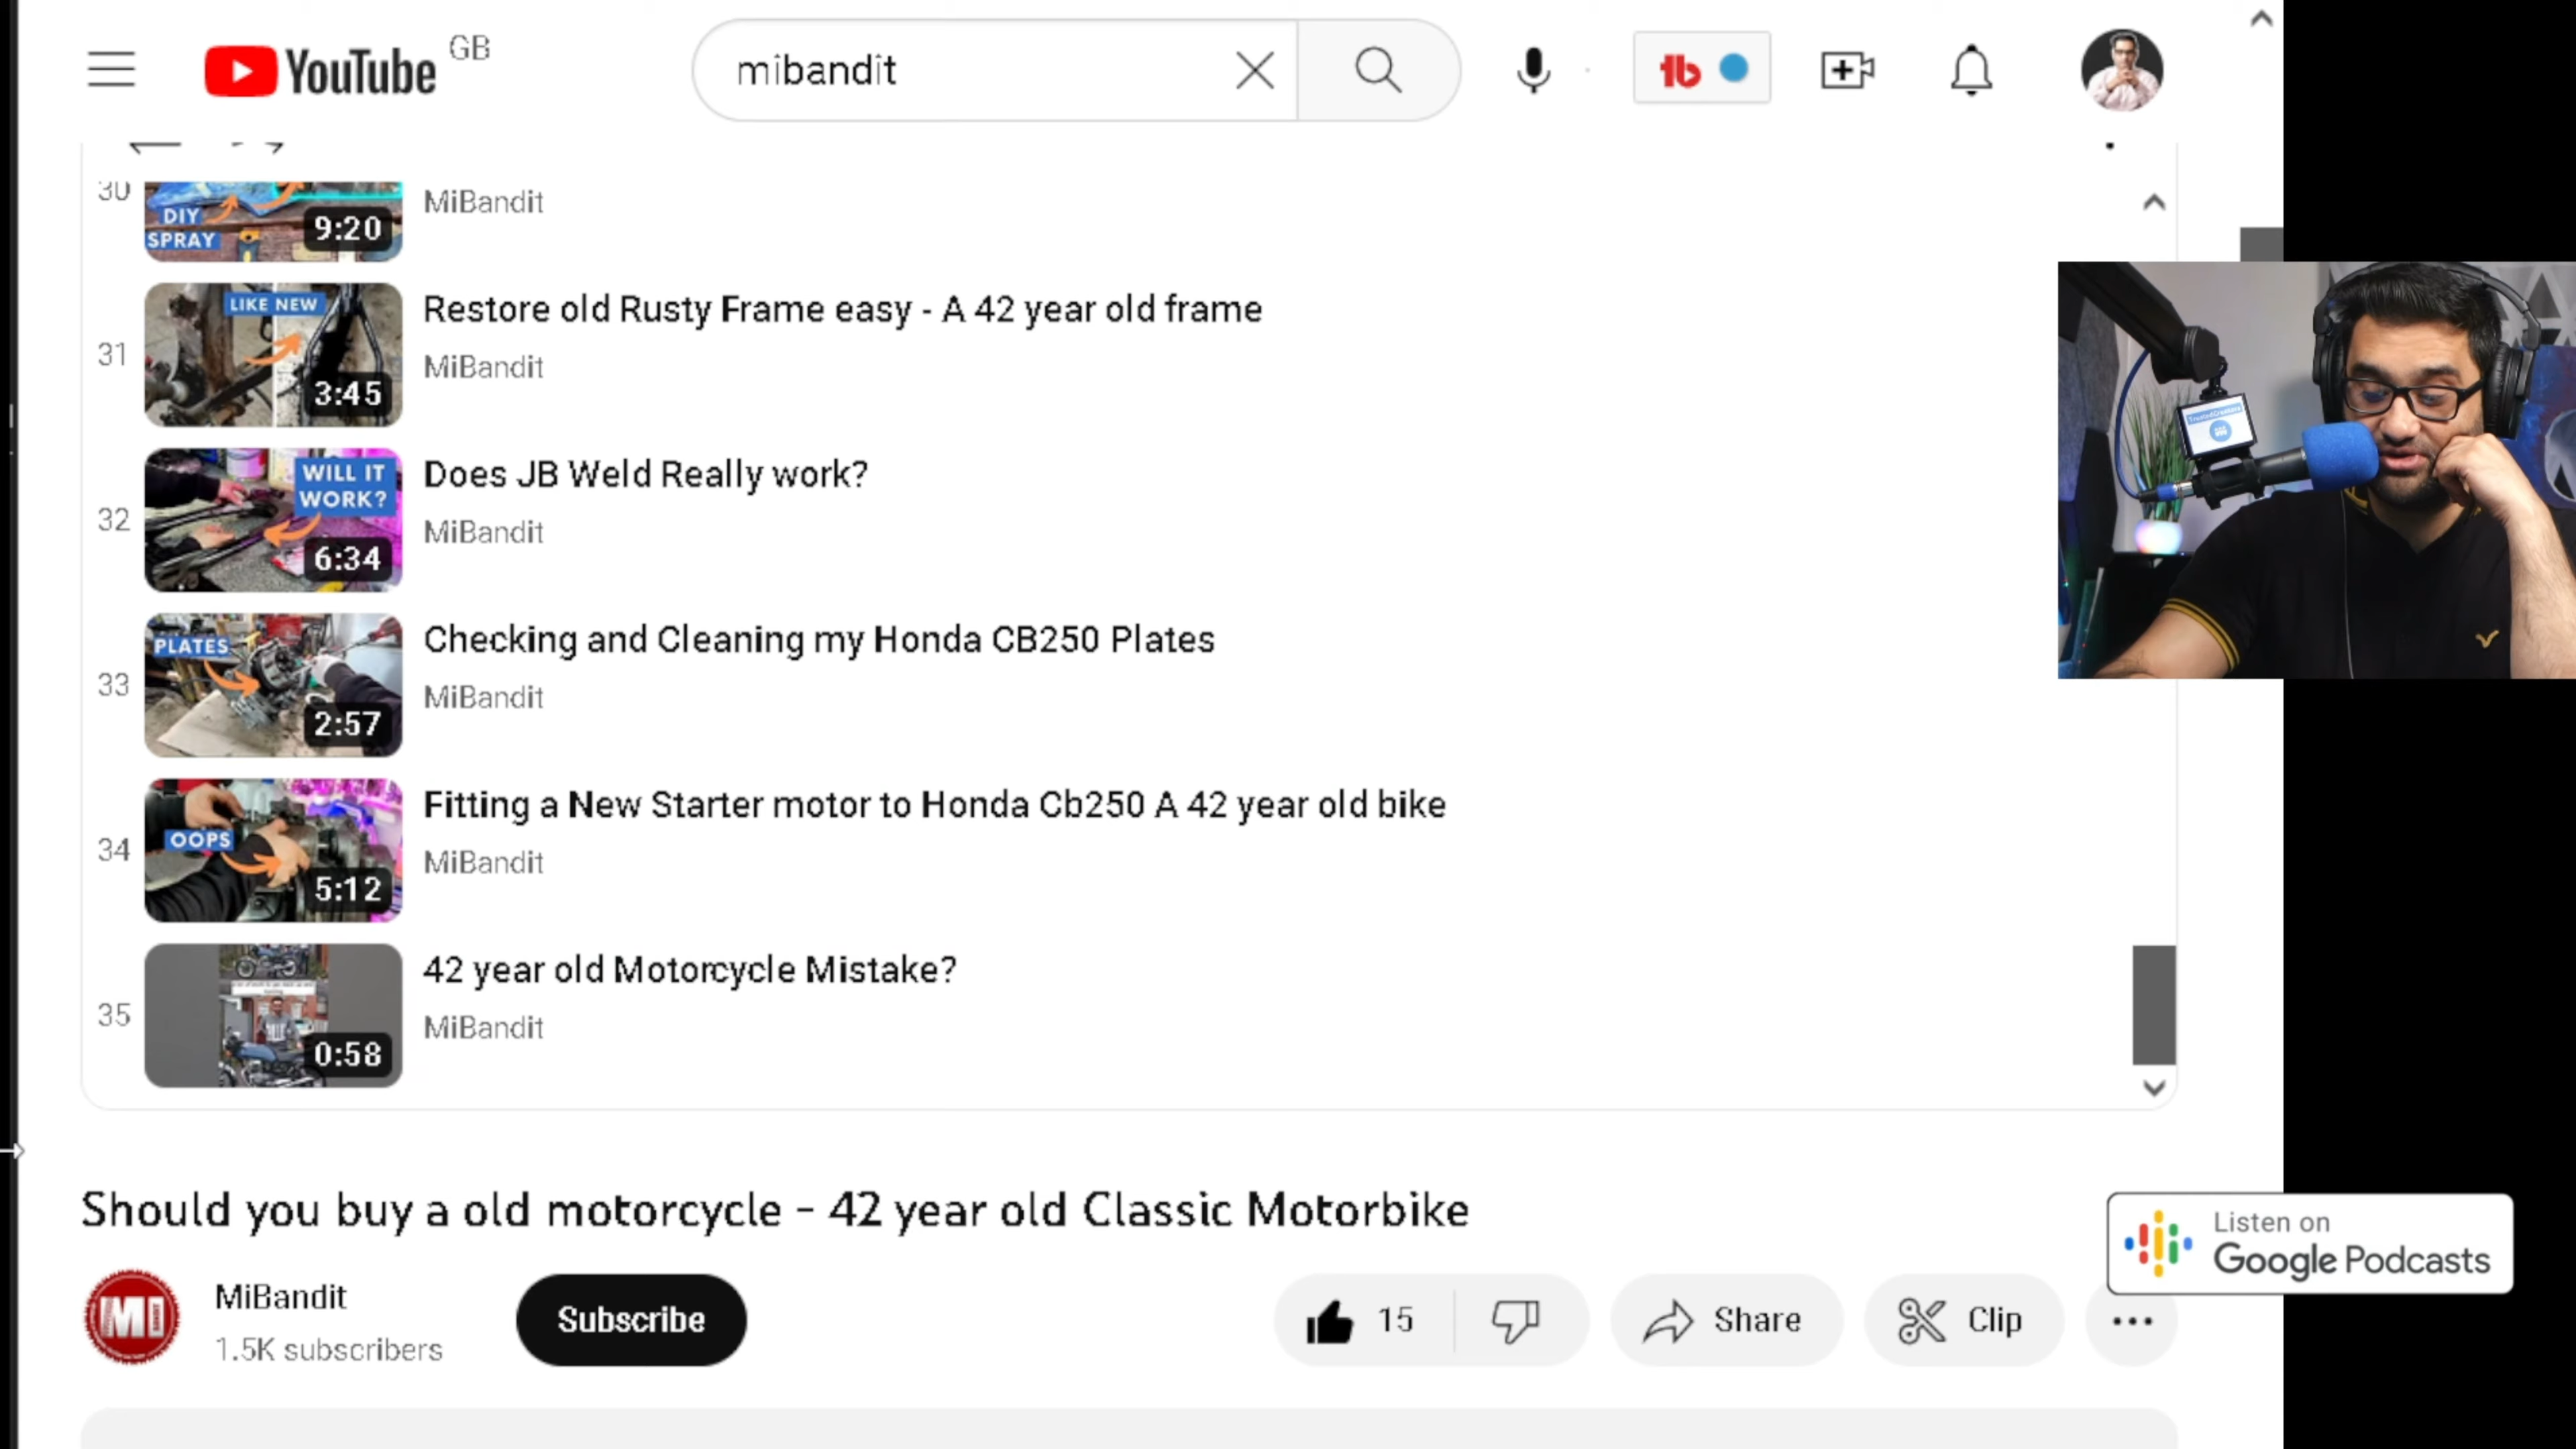 YouTube GB
mibandit
30
DIY
SPRAY
9:20
MiBandit
31
LIKE NEW
3:45
Restore old Rusty Frame easy - A 42 year old frame
MiBandit
32
WILL IT
WORK?
6:34
Does JB Weld Really work?
MiBandit
33
PLATES
2:57
Checking and Cleaning my Honda CB250 Plates
MiBandit
34
OOPS
5:12
Fitting a New Starter motor to Honda Cb250 A 42 year old bike
MiBandit
35
0:58
42 year old Motorcycle Mistake?
MiBandit
Should you buy a old motorcycle - 42 year old Classic Motorbike
MI
MiBandit
1.5K subscribers
Subscribe
15
Share
Clip
Listen on
Google Podcasts